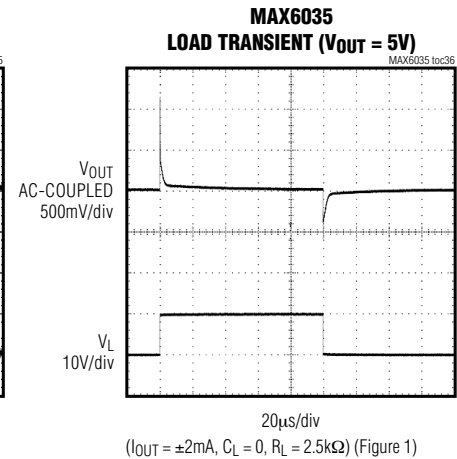 MAX6035
LOAD TRANSIENT (VOUT = 5V)
MAX6035 toc36
VOUT
AC-COUPLED
500mV/div
VL
10V/div
20µs/div
(IOUT = ±2mA, CL = 0, RL = 2.5kΩ) (Figure 1)